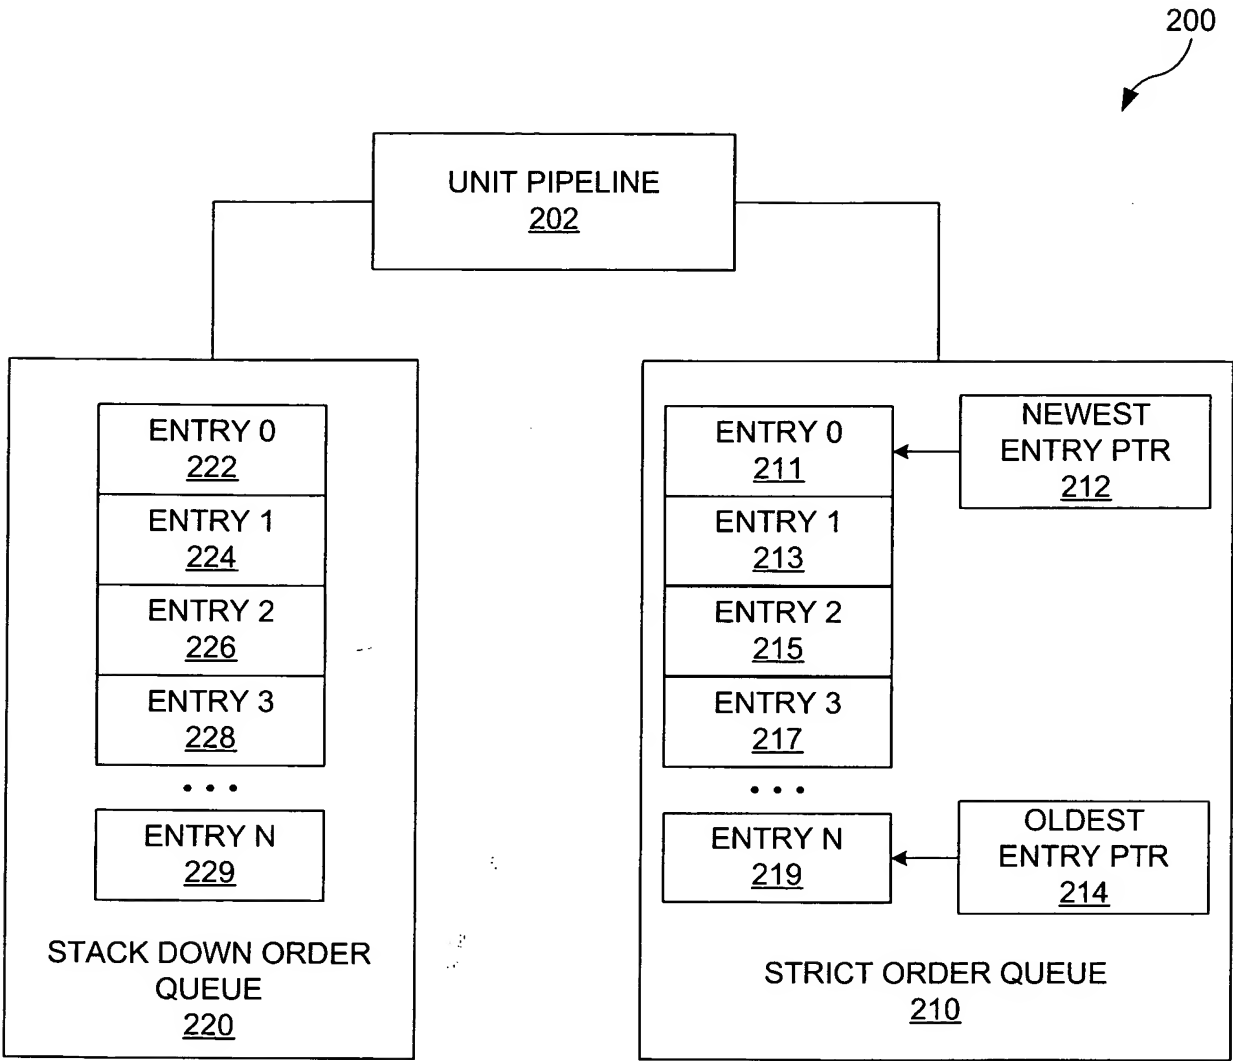 200
UNIT PIPELINE
202
ENTRY 0
222
ENTRY 1
224
ENTRY 2
226
ENTRY 3
228
• • •
ENTRY N
229
STACK DOWN ORDER
QUEUE
220
ENTRY 0
211
ENTRY 1
213
ENTRY 2
215
ENTRY 3
217
• • •
ENTRY N
219
NEWEST
ENTRY PTR
212
OLDEST
ENTRY PTR
214
STRICT ORDER QUEUE
210